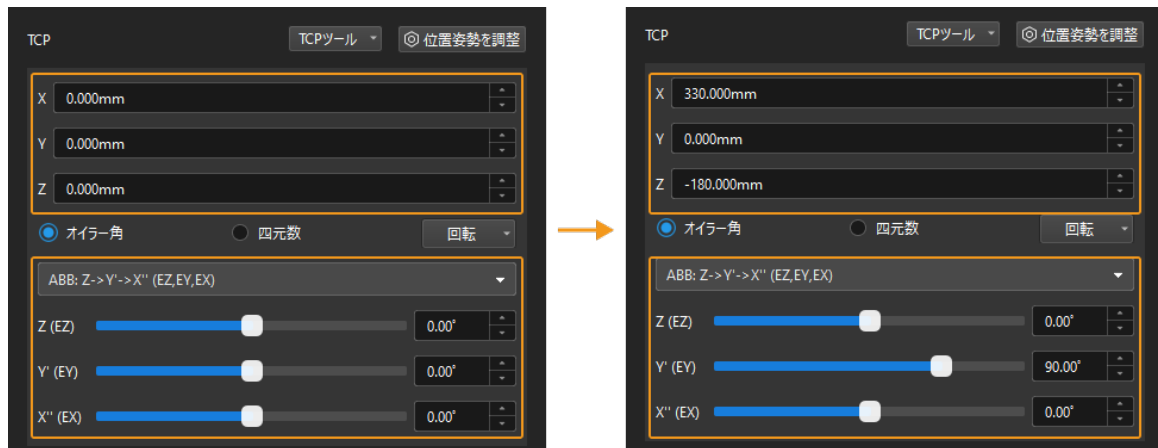 TCP
TCPツール
位置姿勢を調整
X 0.000mm
Y 0.000mm
Z 0.000mm
オイラー角
四元数
回転
ABB: Z->Y'->X'' (EZ,EY,EX)
Z (EZ) 0.00°
Y' (EY) 0.00°
X'' (EX) 0.00°
TCP
TCPツール
位置姿勢を調整
X 330.000mm
Y 0.000mm
Z -180.000mm
オイラー角
四元数
回転
ABB: Z->Y'->X'' (EZ,EY,EX)
Z (EZ) 0.00°
Y' (EY) 90.00°
X'' (EX) 0.00°